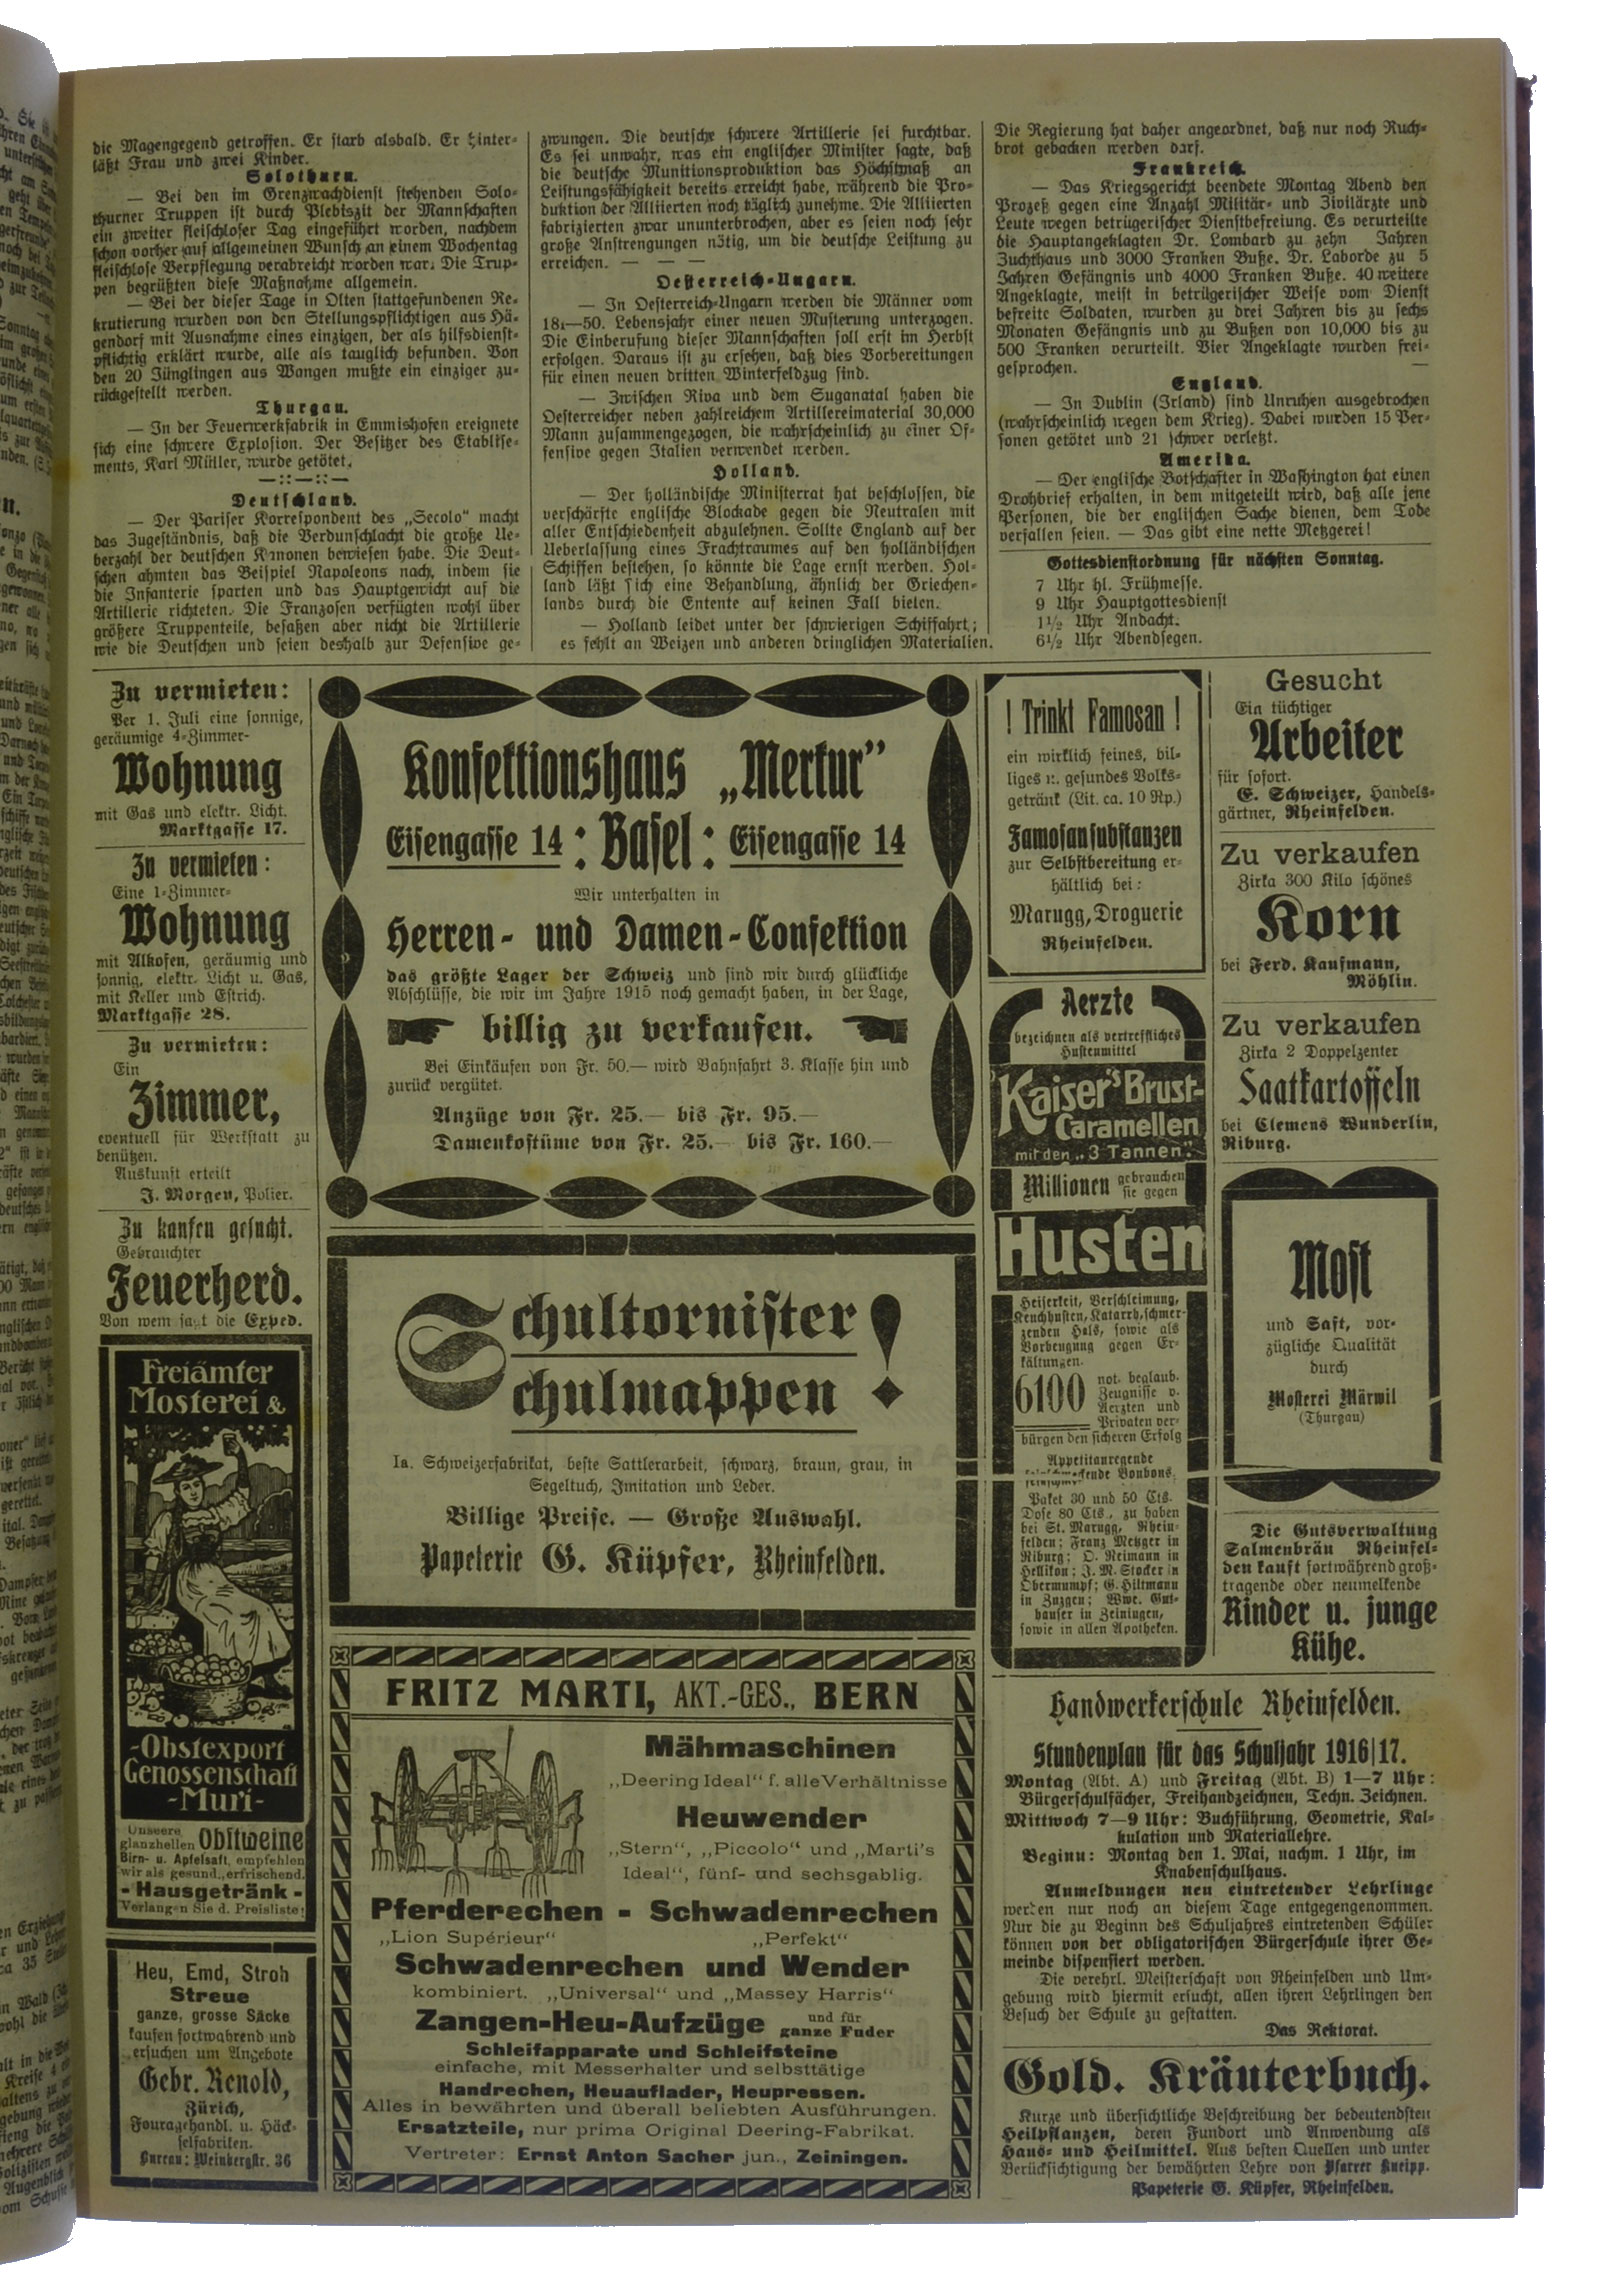 die Magengegend getroffen. Er starb alsbald. Er hinter-
läßt Frau und zwei Kinder.
Solothurn.
— Bei den im Grenzwachdienst stehenden Solo-
thurner Truppen ist durch Plebiszit der Mannschaften
ein zweiter fleischloser Tag eingeführt worden, nachdem
schon vorher auf allgemeinen Wunsch an einem Wochentag
fleischlose Verpflegung verabreicht worden war. Die Trup-
pen begrüßten diese Maßnahme allgemein.
— Bei der dieser Tage in Olten stattgefundenen Re-
krutierung wurden von den Stellungspflichtigen aus Hä-
gendorf mit Ausnahme eines einzigen, der als hilfsdienst-
pflichtig erklärt wurde, alle als tauglich befunden. Von
den 20 Jünglingen aus Wangen mußte ein einziger zu-
rückgestellt werden.
Thurgau.
— In der Feuerwerkfabrik in Emmishofen ereignete
sich eine schwere Explosion. Der Besitzer des Etablise-
ments, Karl Müller, wurde getötet.
—::—::—
Deutschland.
— Der Pariser Korrespondent des „Secolo" macht
das Zugeständnis, daß die Verdunschlacht die große Ue-
berzahl der deutschen Kanonen bewiesen habe. Die Deut-
schen ahmten das Beispiel Napoleons nach, indem sie
die Infanterie sparten und das Hauptgewicht auf die
Artillerie richteten. Die Franzosen verfügten wohl über
größere Truppenteile, besaßen aber nicht die Artillerie
wie die Deutschen und seien deshalb zur Defensive ge-
zwungen. Die deutsche schwere Artillerie sei furchtbar.
Es sei unwahr, was ein englischer Minister sagte, daß
die deutsche Munitionsproduktion das Höchstmaß an
Leistungsfähigkeit bereits erreicht habe, während die Pro-
duktion der Alliierten noch täglich zunehme. Die Alliierten
fabrizierten zwar ununterbrochen, aber es seien noch sehr
große Anstrengungen nötig, um die deutsche Leistung zu
erreichen. — — —
Oesterreich-Ungarn.
— In Oesterreich-Ungarn werden die Männer vom
18.—50. Lebensjahr einer neuen Musterung unterzogen.
Die Einberufung dieser Mannschaften soll erst im Herbst
erfolgen. Daraus ist zu ersehen, daß dies Vorbereitungen
für einen neuen dritten Winterfeldzug sind.
— Zwischen Riva und dem Suganatal haben die
Oesterreicher neben zahlreichem Artillereimaterial 30,000
Mann zusammengezogen, die wahrscheinlich zu einer Of-
fensive gegen Italien verwendet werden.
Holland.
— Der holländische Ministerrat hat beschlossen, die
verschärfte englische Blockade gegen die Neutralen mit
aller Entschiedenheit abzulehnen. Sollte England auf der
Ueberlassung eines Frachtraumes auf den holländischen
Schiffen bestehen, so könnte die Lage ernst werden. Hol-
land läßt sich eine Behandlung, ähnlich der Griechen-
lands durch die Entente auf keinen Fall bieten.
— Holland leidet unter der schwierigen Schiffahrt;
es fehlt an Weizen und anderen dringlichen Materialien.
Die Regierung hat daher angeordnet, daß nur noch Ruch-
brot gebacken werden darf.
Frankreich.
— Das Kriegsgericht beendete Montag Abend den
Prozeß gegen eine Anzahl Militär- und Zivilärzte und
Leute wegen betrügerischer Dienstbefreiung. Es verurteilte
die Hauptangeklagten Dr. Lombard zu zehn Jahren
Zuchthaus und 3000 Franken Buße. Dr. Laborde zu 5
Jahren Gefängnis und 4000 Franken Buße. 40 weitere
Angeklagte, meist in betrügerischer Weise vom Dienst
befreite Soldaten, wurden zu drei Jahren bis zu sechs
Monaten Gefängnis und zu Bußen von 10,000 bis zu
500 Franken verurteilt. Vier Angeklagte wurden frei-
gesprochen. —
England.
— In Dublin (Irland) sind Unruhen ausgebrochen
(wahrscheinlich wegen dem Krieg). Dabei wurden 15 Per-
sonen getötet und 21 schwer verletzt.
Amerika.
— Der englische Botschafter in Washington hat einen
Drohbrief erhalten, in dem mitgeteilt wird, daß alle jene
Personen, die der englischen Sache dienen, dem Tode
verfallen seien. — Das gibt eine nette Metzgerei!
Gottesdienstordnung für nächsten Sonntag.
7 Uhr hl. Frühmesse.
9 Uhr Hauptgottesdienst
1½ Uhr Andacht.
6½ Uhr Abendsegen.
Zu vermieten:
Per 1. Juli eine sonnige,
geräumige 4-Zimmer-
Wohnung
mit Gas und elektr. Licht.
Marktgasse 17.
Zu vermieten:
Eine 1-Zimmer-
Wohnung
mit Alkofen, geräumig und
sonnig, elektr. Licht u. Gas,
mit Keller und Estrich.
Marktgasse 28.
Zu vermieten:
Ein
Zimmer,
eventuell für Werkstatt zu
benützen.
Auskunft erteilt
J. Morgen, Polier.
Zu kaufen gesucht.
Gebrauchter
Feuerherd.
Von wem sagt die Exped.
Freiämter
Mosterei &
-Obstexport
Genossenschaft
-Muri-
Unsere
glanzhellen Obstweine
Birn- u. Apfelsaft, empfehlen
wir als gesund., erfrischend.
- Hausgetränk -
Verlangen Sie d. Preisliste!
Heu, Emd, Stroh
Streue
ganze, grosse Säcke
kaufen fortwährend und
ersuchen um Angebote
Gebr. Renold,
Zürich,
Fouragehandl. u. Häck-
selfabriken.
Bureau: Weinbergstr. 36
Konfektionshaus „Merkur"
Eisengasse 14 : Basel : Eisengasse 14
Wir unterhalten in
Herren- und Damen-Confektion
das größte Lager der Schweiz und sind wir durch glückliche
Abschlüsse, die wir im Jahre 1915 noch gemacht haben, in der Lage,
billig zu verkaufen.
Bei Einkäufen von Fr. 50.— wird Bahnfahrt 3. Klasse hin und
zurück vergütet.
Anzüge von Fr. 25.— bis Fr. 95.—
Damenkostüme von Fr. 25.— bis Fr. 160.—
Schultornister
Schulmappen !
Ia. Schweizerfabrikat, beste Sattlerarbeit, schwarz, braun, grau, in
Segeltuch, Imitation und Leder.
Billige Preise. — Große Auswahl.
Papeterie G. Küpfer, Rheinfelden.
FRITZ MARTI, AKT.-GES., BERN
Mähmaschinen
„Deering Ideal" f. alle Verhältnisse
Heuwender
„Stern", „Piccolo" und „Marti's
Ideal", fünf- und sechsgablig.
Pferderechen - Schwadenrechen
„Lion Supérieur" „Perfekt"
Schwadenrechen und Wender
kombiniert. „Universal" und „Massey Harris"
Zangen-Heu-Aufzüge und für
ganze Fuder
Schleifapparate und Schleifsteine
einfache, mit Messerhalter und selbsttätige
Handrechen, Heuauflader, Heupressen.
Alles in bewährten und überall beliebten Ausführungen.
Ersatzteile, nur prima Original Deering-Fabrikat.
Vertreter: Ernst Anton Sacher jun., Zeiningen.
! Trinkt Famosan !
ein wirklich feines, bil-
liges u. gesundes Volks-
getränk (Lit. ca. 10 Rp.)
Famosansubstanzen
zur Selbstbereitung er-
hältlich bei:
Marugg, Droguerie
Rheinfelden.
Aerzte
bezeichnen als vertreffliches
Hustenmittel
Kaiser's Brust-
Caramellen
mit den „3 Tannen".
Millionen gebrauchen
sie gegen
Husten
Heiserkeit, Verschleimung,
Keuchhusten, Katarrh, schmer-
zenden Hals, sowie als
Vorbeugung gegen Er-
kältungen.
6100 not. beglaub.
Zeugnisse v.
Aerzten und
Privaten ver-
bürgen den sicheren Erfolg
Appetitanregende
feinschmeckende Bonbons.
Paket 30 und 50 Cts.
Dose 80 Cts., zu haben
bei St. Marugg, Rhein-
felden; Franz Metzger in
Riburg; O. Reimann in
Hellikon; J. M. Stocker in
Obermumpf; G. Hiltmann
in Zuzgen; Wwe. Gut-
hauser in Zeiningen,
sowie in allen Apotheken.
Gesucht
Ein tüchtiger
Arbeiter
für sofort.
E. Schweizer, Handels-
gärtner, Rheinfelden.
Zu verkaufen
Zirka 300 Kilo schönes
Korn
bei Ferd. Kaufmann,
Möhlin.
Zu verkaufen
Zirka 2 Doppelzenter
Saatkartoffeln
bei Clemens Wunderlin,
Riburg.
Most
und Saft, vor-
zügliche Qualität
durch
Mosterei Märwil
(Thurgau)
Die Gutsverwaltung
Salmenbräu Rheinfel-
den kauft fortwährend groß-
tragende oder neumelkende
Rinder u. junge
Kühe.
Handwerkerschule Rheinfelden.
Stundenplan für das Schuljahr 1916/17.
Montag (Abt. A) und Freitag (Abt. B) 1—7 Uhr:
Bürgerschulfächer, Freihandzeichnen, Techn. Zeichnen.
Mittwoch 7—9 Uhr: Buchführung, Geometrie, Kal-
kulation und Materiallehre.
Beginn: Montag den 1. Mai, nachm. 1 Uhr, im
Knabenschulhaus.
Anmeldungen neu eintretender Lehrlinge
werden nur noch an diesem Tage entgegengenommen.
Nur die zu Beginn des Schuljahres eintretenden Schüler
können von der obligatorischen Bürgerschule ihrer Ge-
meinde dispensiert werden.
Die verehrl. Meisterschaft von Rheinfelden und Um-
gebung wird hiermit ersucht, allen ihren Lehrlingen den
Besuch der Schule zu gestatten.
Das Rektorat.
Gold. Kräuterbuch.
Kurze und übersichtliche Beschreibung der bedeutendsten
Heilpflanzen, deren Fundort und Anwendung als
Haus- und Heilmittel. Aus besten Quellen und unter
Berücksichtigung der bewährten Lehre von Pfarrer Kneipp.
Papeterie G. Küpfer, Rheinfelden.